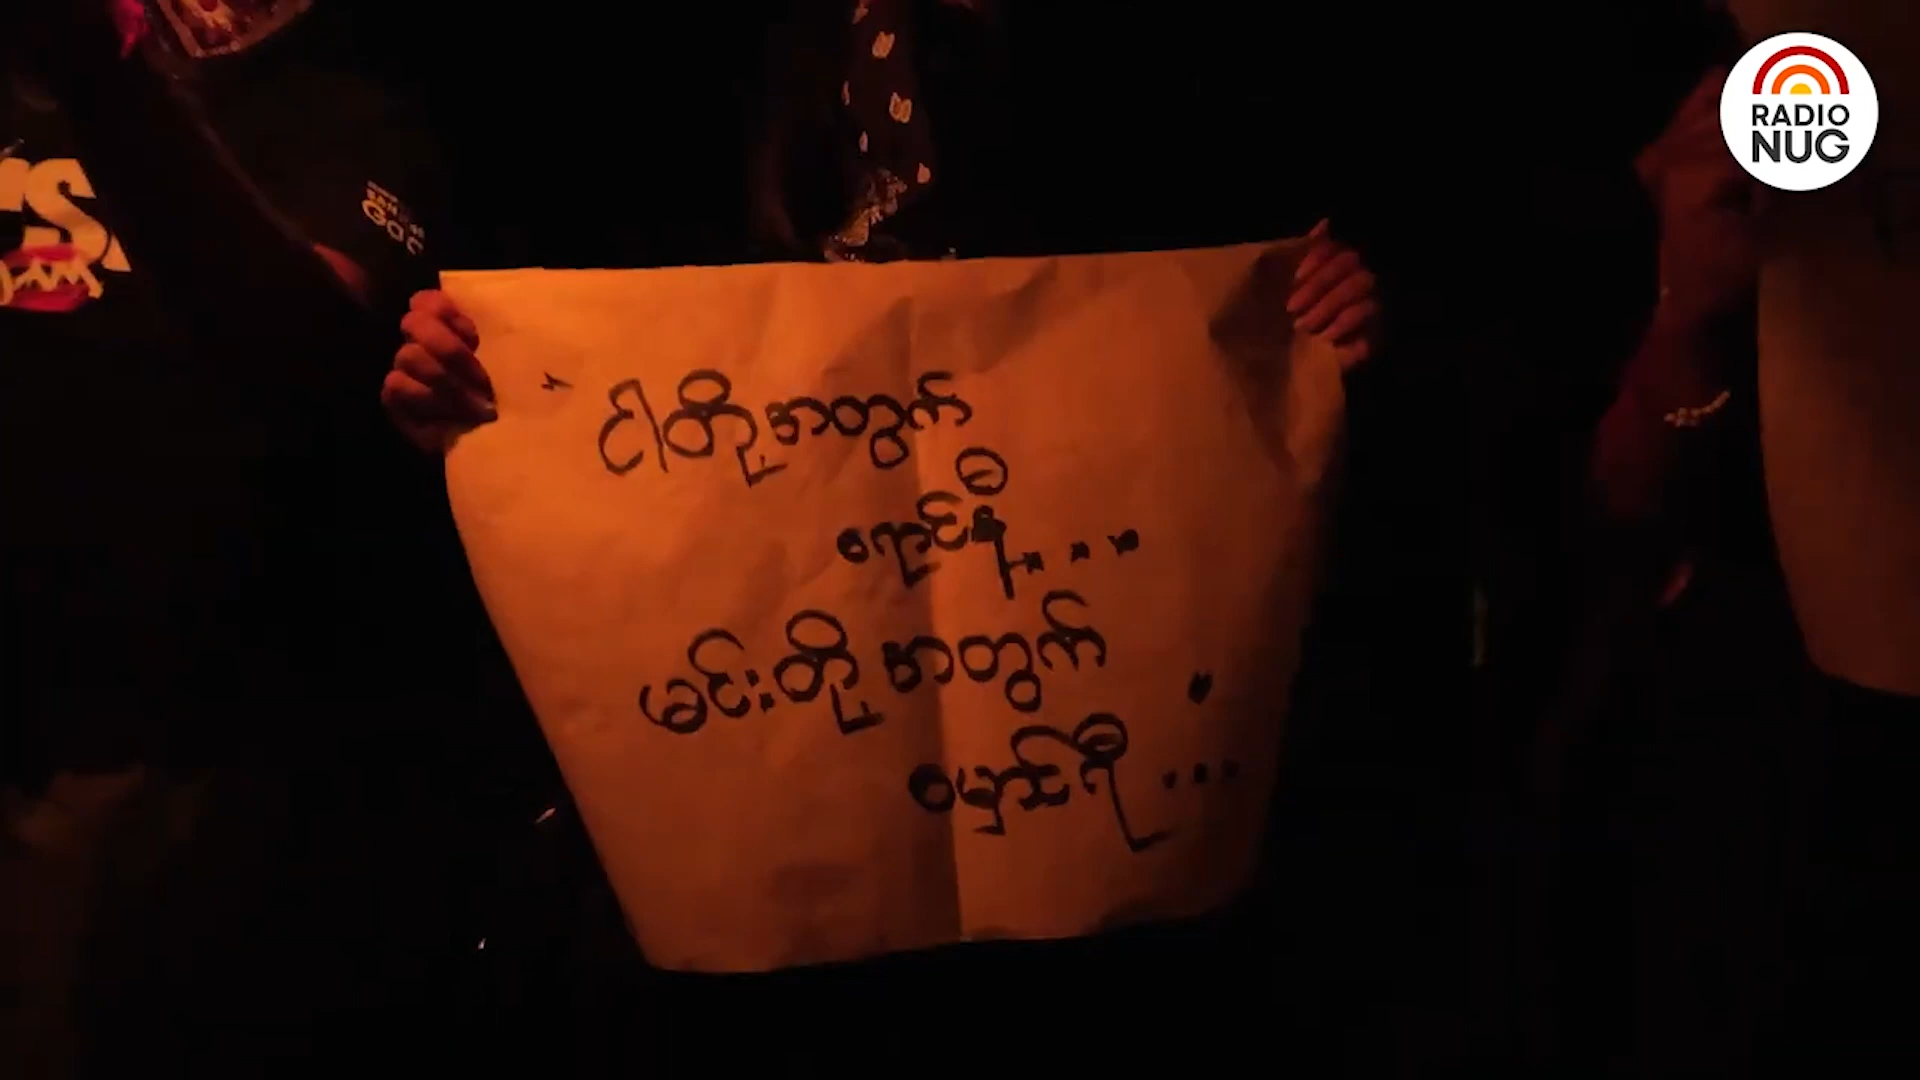 RADIO
NUG
" ငါတို့အတွက်
ရောင်နီ...
မင်းတို့ အတွက်
မှောင်ရီ ... "